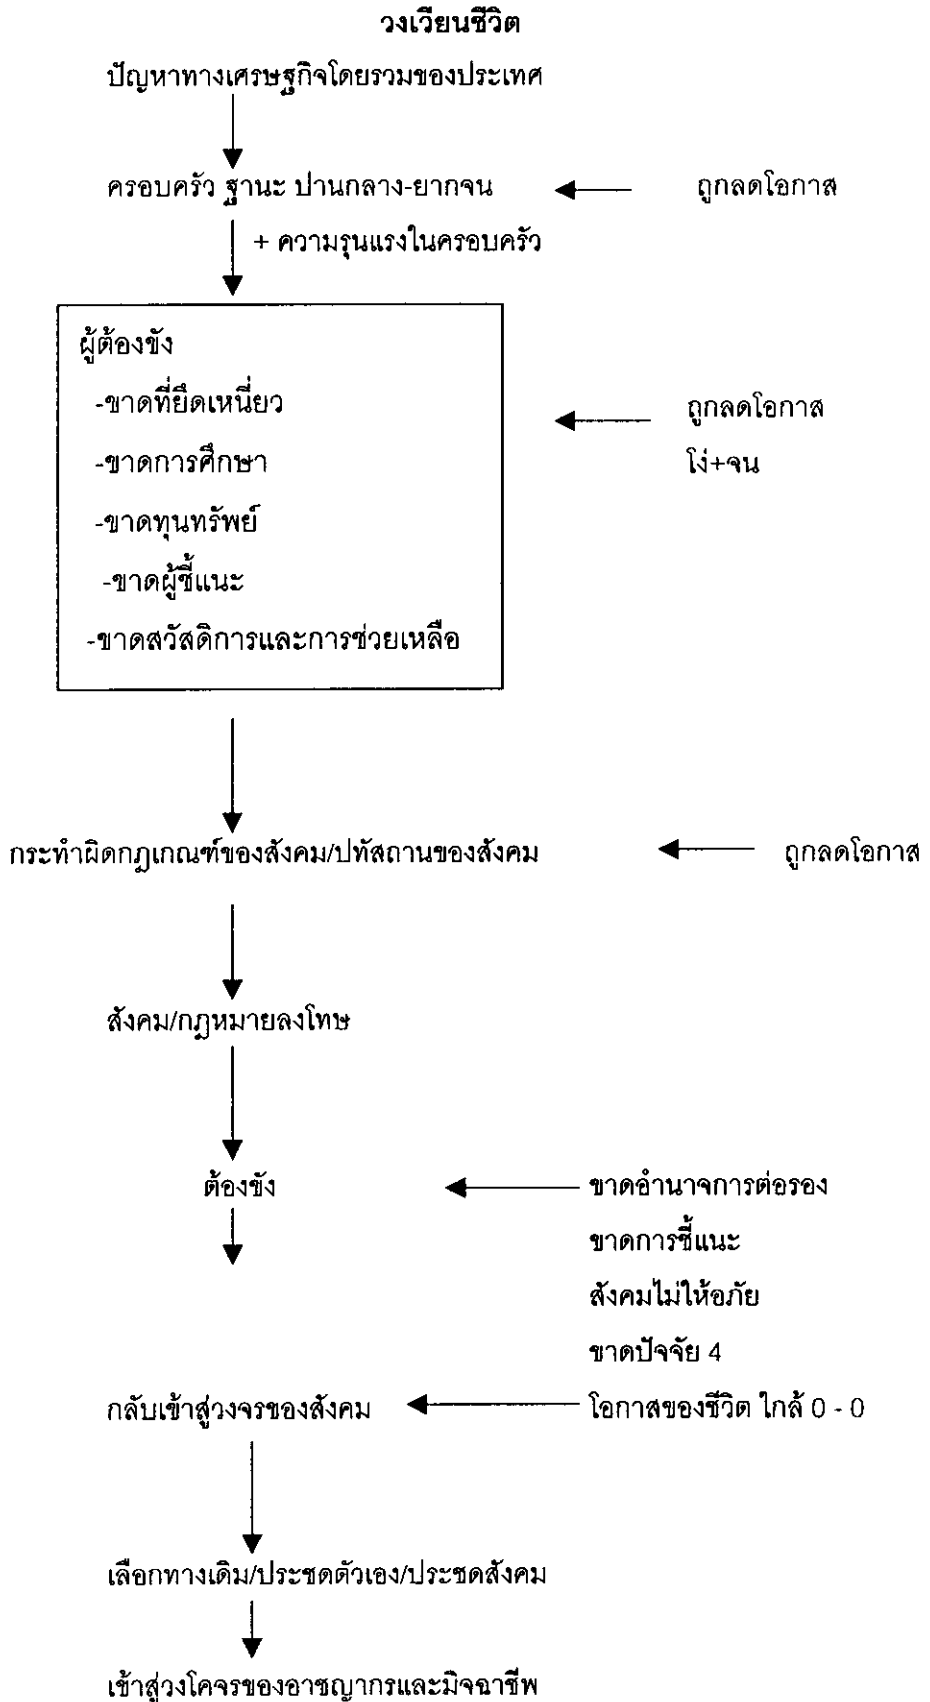 วงเวียนชีวิต
ปัญหาทางเศรษฐกิจโดยรวมของประเทศ
ครอบครัว ฐานะ ปานกลาง-ยากจน
ถูกลดโอกาส
+ ความรุนแรงในครอบครัว
ผู้ต้องขัง
-ขาดที่ยึดเหนี่ยว
-ขาดการศึกษา
-ขาดทุนทรัพย์
-ขาดผู้ชี้แนะ
-ขาดสวัสดิการและการช่วยเหลือ
ถูกลดโอกาส
โง่+จน
กระทำผิดกฎเกณฑ์ของสังคม/ปทัสถานของสังคม
ถูกลดโอกาส
สังคม/กฎหมายลงโทษ
ต้องขัง
ขาดอำนาจการต่อรอง
ขาดการชี้แนะ
สังคมไม่ให้อภัย
ขาดปัจจัย 4
กลับเข้าสู่วงจรของสังคม
โอกาสของชีวิต ใกล้ 0 - 0
เลือกทางเดิม/ประชดตัวเอง/ประชดสังคม
เข้าสู่วงโคจรของอาชญากรและมิจฉาชีพ